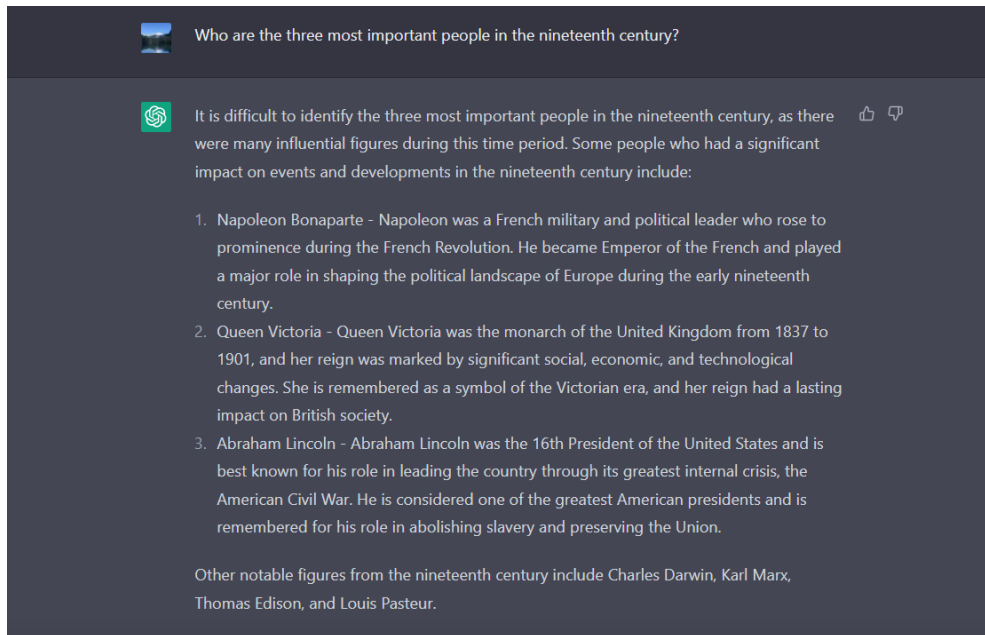 Who are the three most important people in the nineteenth century?
It is difficult to identify the three most important people in the nineteenth century, as there
were many influential figures during this time period. Some people who had a significant
impact on events and developments in the nineteenth century include:
1. Napoleon Bonaparte - Napoleon was a French military and political leader who rose to
prominence during the French Revolution. He became Emperor of the French and played
a major role in shaping the political landscape of Europe during the early nineteenth
century.
2. Queen Victoria - Queen Victoria was the monarch of the United Kingdom from 1837 to
1901, and her reign was marked by significant social, economic, and technological
changes. She is remembered as a symbol of the Victorian era, and her reign had a lasting
impact on British society.
3. Abraham Lincoln - Abraham Lincoln was the 16th President of the United States and is
best known for his role in leading the country through its greatest internal crisis, the
American Civil War. He is considered one of the greatest American presidents and is
remembered for his role in abolishing slavery and preserving the Union.
Other notable figures from the nineteenth century include Charles Darwin, Karl Marx,
Thomas Edison, and Louis Pasteur.